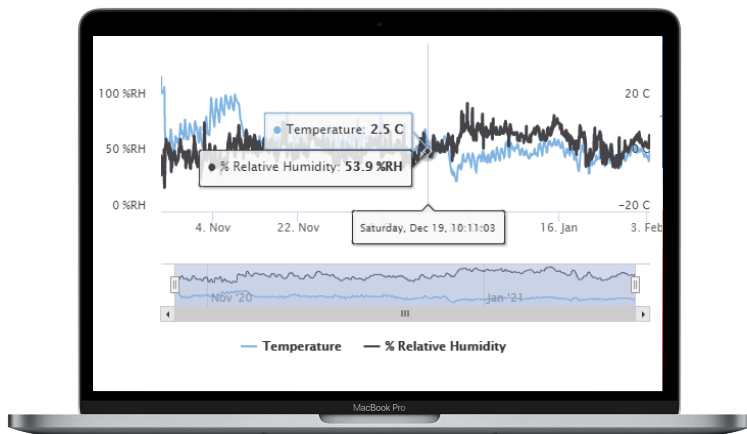 100 %RH
20 C
Temperature: 2.5 C
50 %RH
0 C
% Relative Humidity: 53.9 %RH
0 %RH
-20 C
4. Nov
22. Nov
Saturday, Dec 19, 10:11:03
16. Jan
3. Feb
Nov '20
Jan '21
Temperature
% Relative Humidity
MacBook Pro